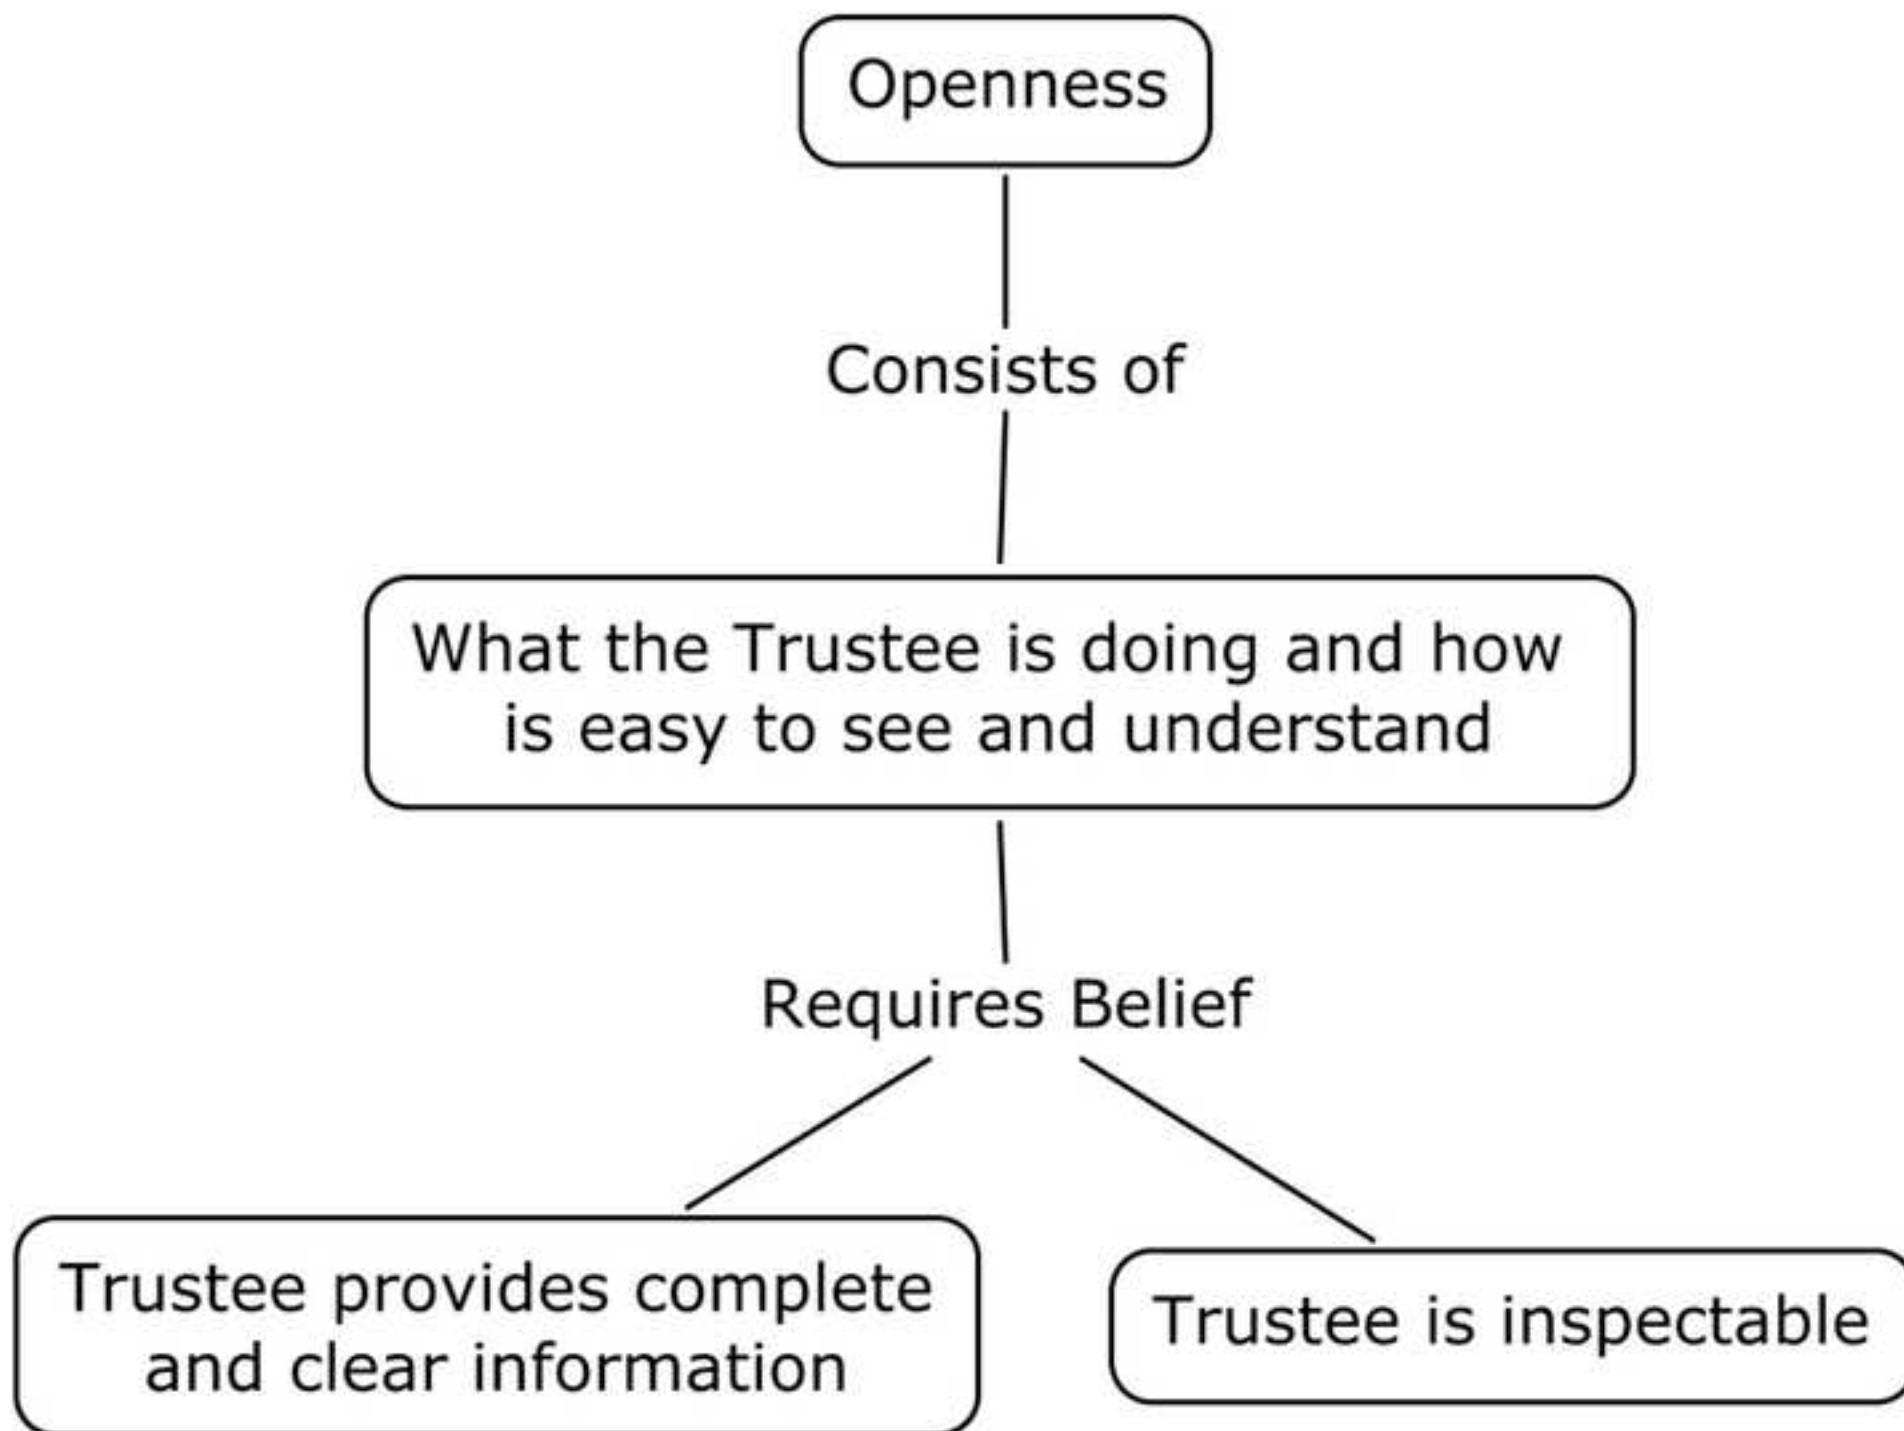 Openness
Consists of
What the Trustee is doing and how
is easy to see and understand
Requires Belief
Trustee provides complete
and clear information
Trustee is inspectable